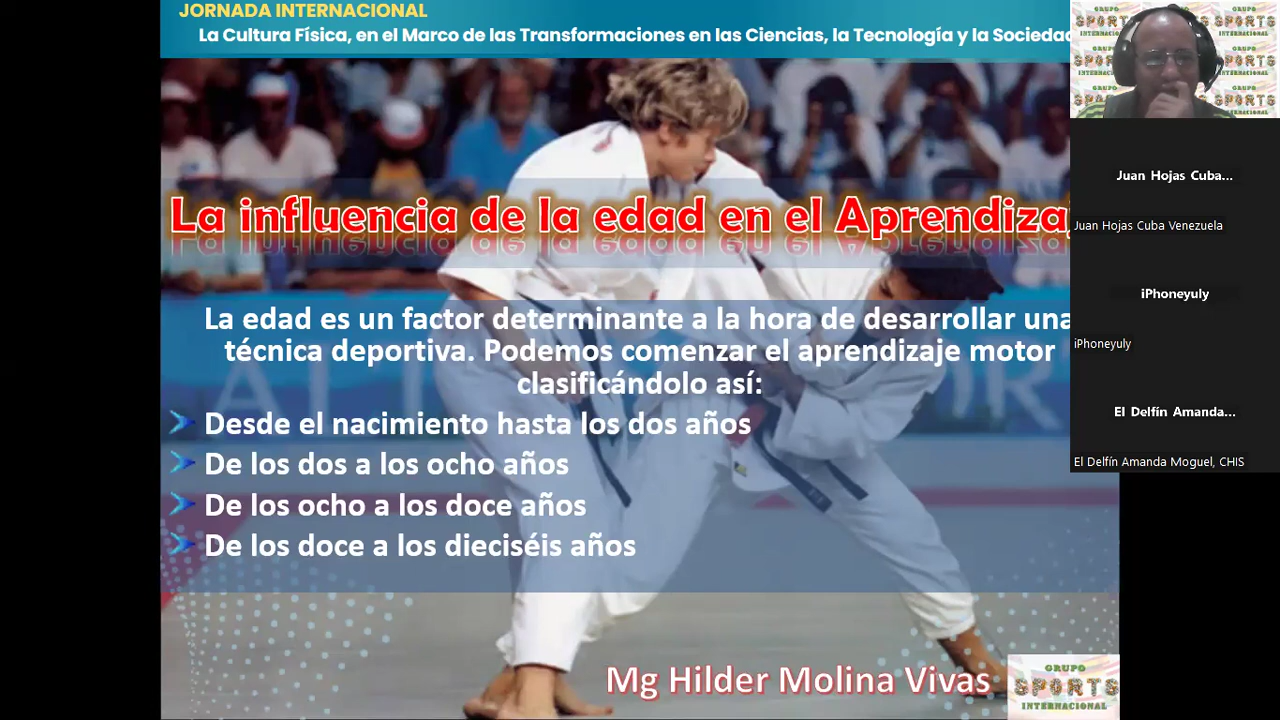 JORNADA INTERNACIONAL
La Cultura Física, en el Marco de las Transformaciones en las Ciencias, la Tecnología y la Sociedad
La influencia de la edad en el Aprendiza
La edad es un factor determinante a la hora de desarrollar una
técnica deportiva. Podemos comenzar el aprendizaje motor
clasificándolo así:
Desde el nacimiento hasta los dos años
De los dos a los ocho años
De los ocho a los doce años
De los doce a los dieciséis años
Mg Hilder Molina Vivas
GRUPO
SPORTS
INTERNACIONAL
GRUPO
SPORTS
INTERNACIONAL
Juan Hojas Cuba...
Juan Hojas Cuba Venezuela
iPhoneyuly
iPhoneyuly
El Delfín Amanda...
El Delfín Amanda Moguel, CHIS